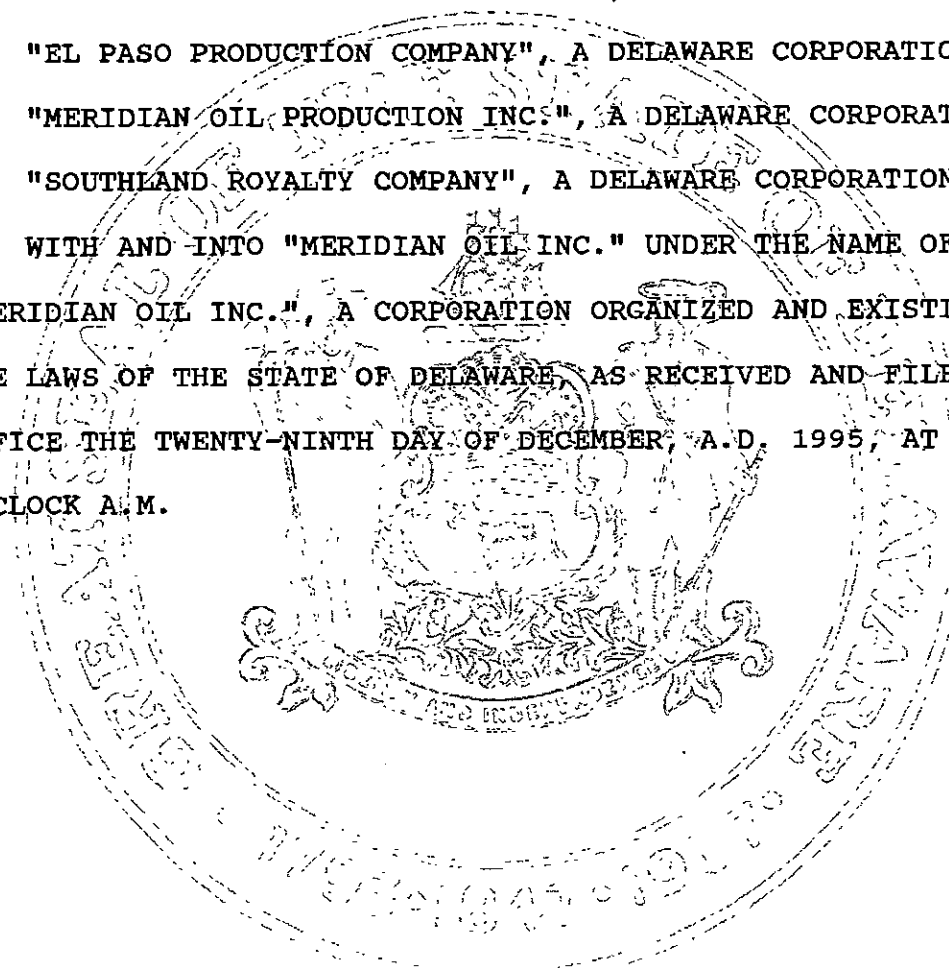 "EL PASO PRODUCTION COMPANY", A DELAWARE CORPORATIO
"MERIDIAN OIL PRODUCTION INC.", A DELAWARE CORPORAT
"SOUTHLAND ROYALTY COMPANY", A DELAWARE CORPORATION
WITH AND INTO "MERIDIAN OIL INC." UNDER THE NAME OF
ERIDIAN OIL INC.", A CORPORATION ORGANIZED AND EXISTI
E LAWS OF THE STATE OF DELAWARE, AS RECEIVED AND FILE
FICE THE TWENTY-NINTH DAY OF DECEMBER, A.D. 1995, AT
CLOCK A.M.